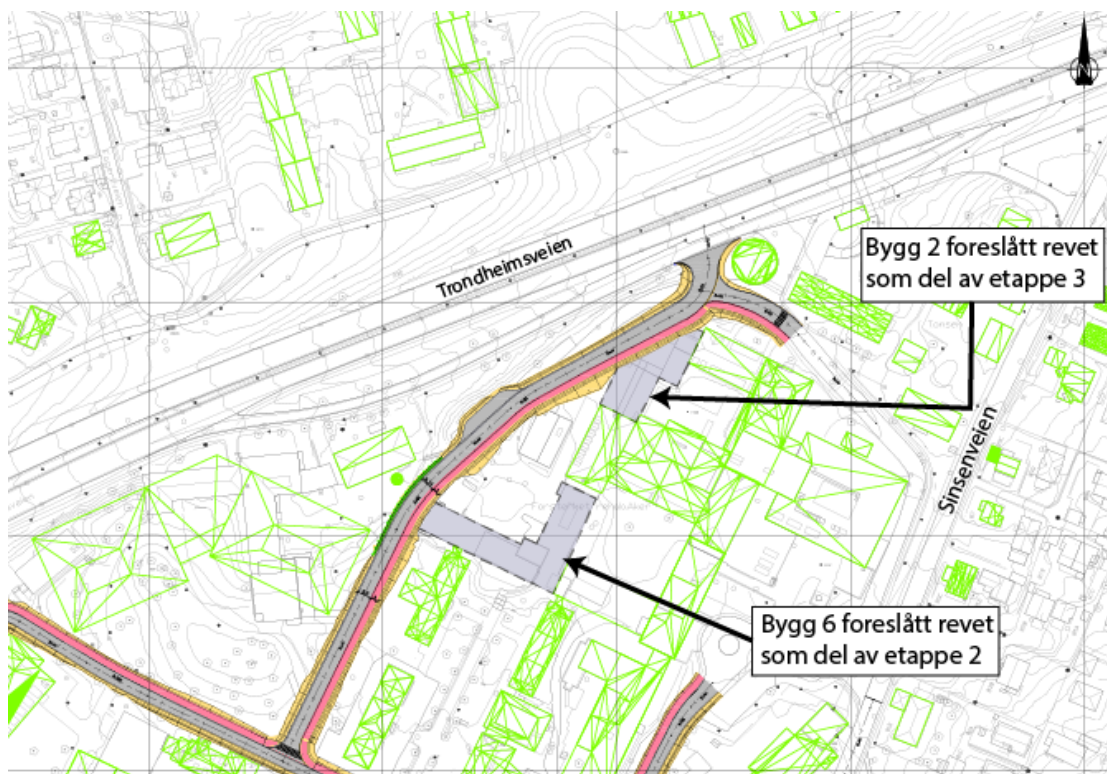 N
Bygg 2 foreslått revet
som del av etappe 3
Trondheimsveien
Sinsenveien
Bygg 6 foreslått revet
som del av etappe 2